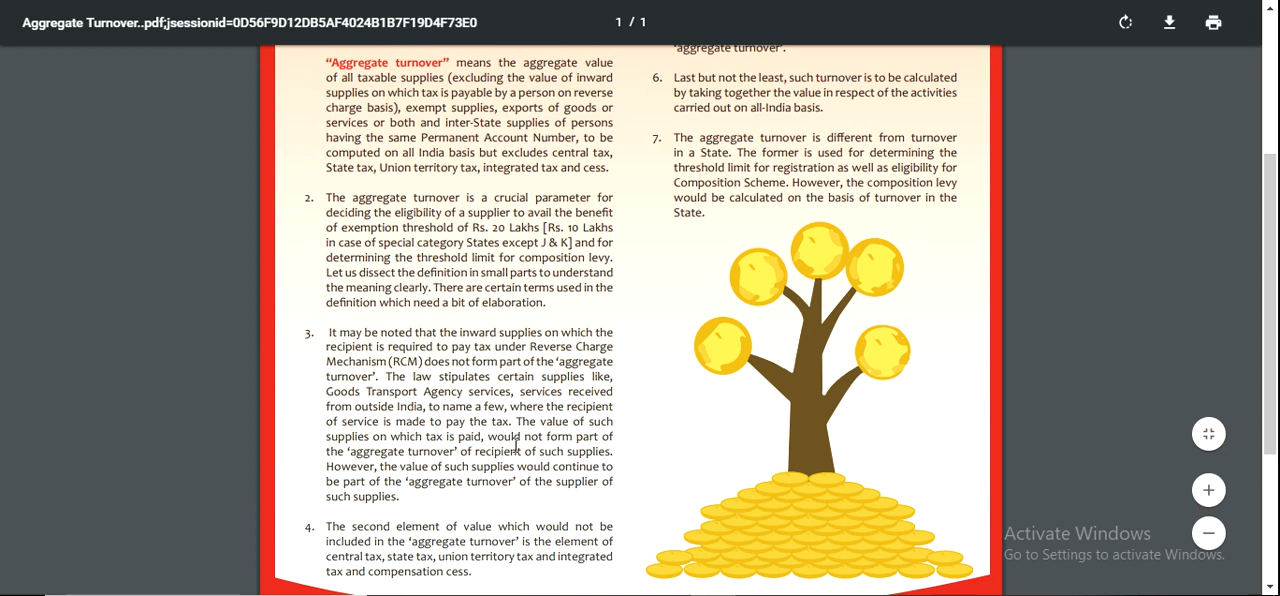 Aggregate Turnover..pdf;jsessionid=0D56F9D12DB5AF4024B1B7F19D4F73E0
1 / 1
“Aggregate turnover” means the aggregate value
of all taxable supplies (excluding the value of inward
supplies on which tax is payable by a person on reverse
charge basis), exempt supplies, exports of goods or
services or both and inter-State supplies of persons
having the same Permanent Account Number, to be
computed on all India basis but excludes central tax,
State tax, Union territory tax, integrated tax and cess.
2. The aggregate turnover is a crucial parameter for
deciding the eligibility of a supplier to avail the benefit
of exemption threshold of Rs. 20 Lakhs [Rs. 10 Lakhs
in case of special category States except J & K] and for
determining the threshold limit for composition levy.
Let us dissect the definition in small parts to understand
the meaning clearly. There are certain terms used in the
definition which need a bit of elaboration.
3. It may be noted that the inward supplies on which the
recipient is required to pay tax under Reverse Charge
Mechanism (RCM) does not form part of the ‘aggregate
turnover’. The law stipulates certain supplies like,
Goods Transport Agency services, services received
from outside India, to name a few, where the recipient
of service is made to pay the tax. The value of such
supplies on which tax is paid, would not form part of
the ‘aggregate turnover’ of recipient of such supplies.
However, the value of such supplies would continue to
be part of the ‘aggregate turnover’ of the supplier of
such supplies.
4. The second element of value which would not be
included in the ‘aggregate turnover’ is the element of
central tax, state tax, union territory tax and integrated
tax and compensation cess.
‘aggregate turnover’.
6. Last but not the least, such turnover is to be calculated
by taking together the value in respect of the activities
carried out on all-India basis.
7. The aggregate turnover is different from turnover
in a State. The former is used for determining the
threshold limit for registration as well as eligibility for
Composition Scheme. However, the composition levy
would be calculated on the basis of turnover in the
State.
Activate Windows
Go to Settings to activate Windows.